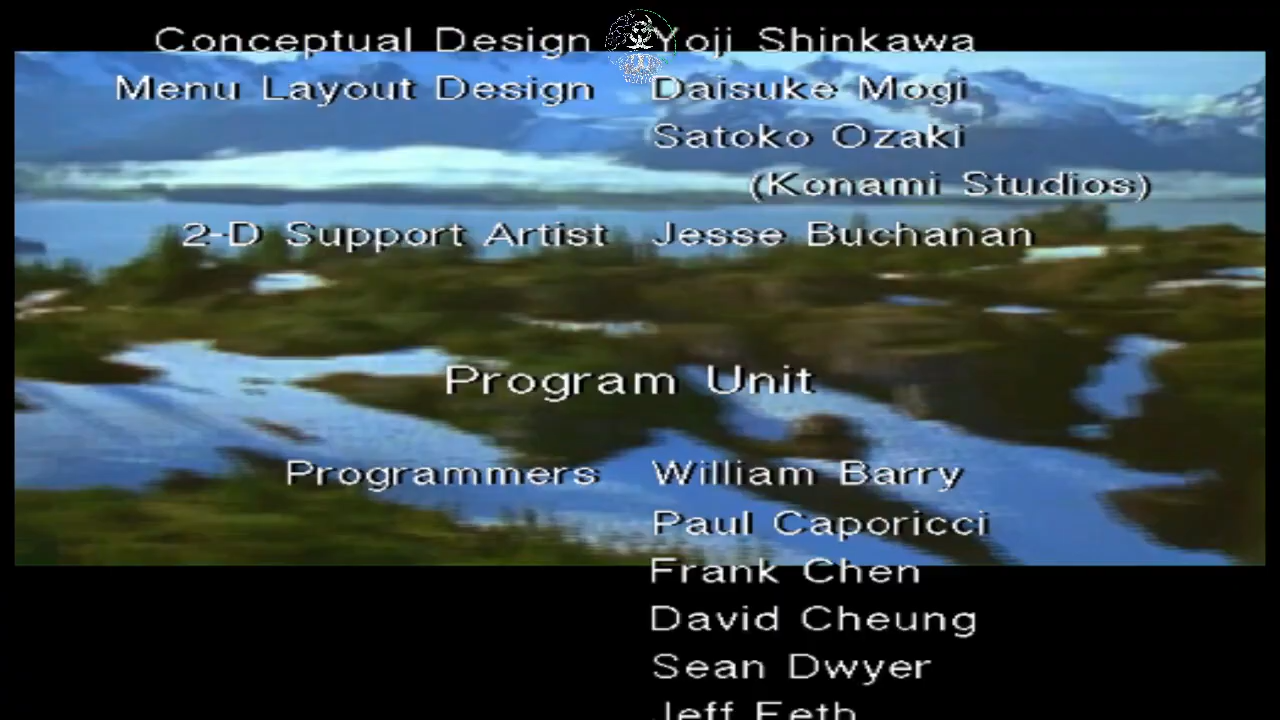 Conceptual Design Yoji Shinkawa
Menu Layout Design Daisuke Mogi
Satoko Ozaki
(Konami Studios)
2-D Support Artist Jesse Buchanan
Program Unit
Programmers William Barry
Paul Caporicci
Frank Chen
David Cheung
Sean Dwyer
Jeff